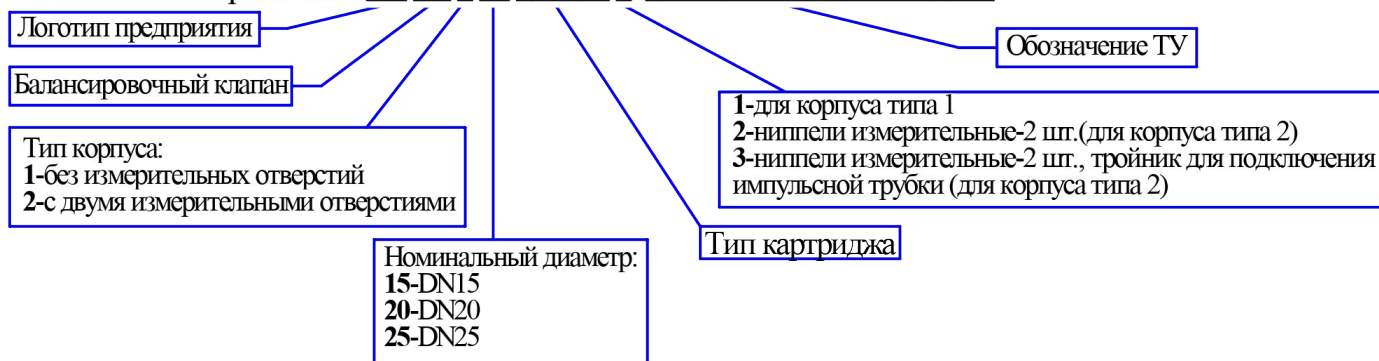 Логотип предприятия
Обозначение ТУ
Балансировочный клапан
1-для корпуса типа 1
2-ниппели измерительные-2 шт.(для корпуса типа 2)
3-ниппели измерительные-2 шт., тройник для подключения
импульсной трубки (для корпуса типа 2)
Тип корпуса:
1-без измерительных отверстий
2-с двумя измерительными отверстиями
Тип картриджа
Номинальный диаметр:
15-DN15
20-DN20
25-DN25